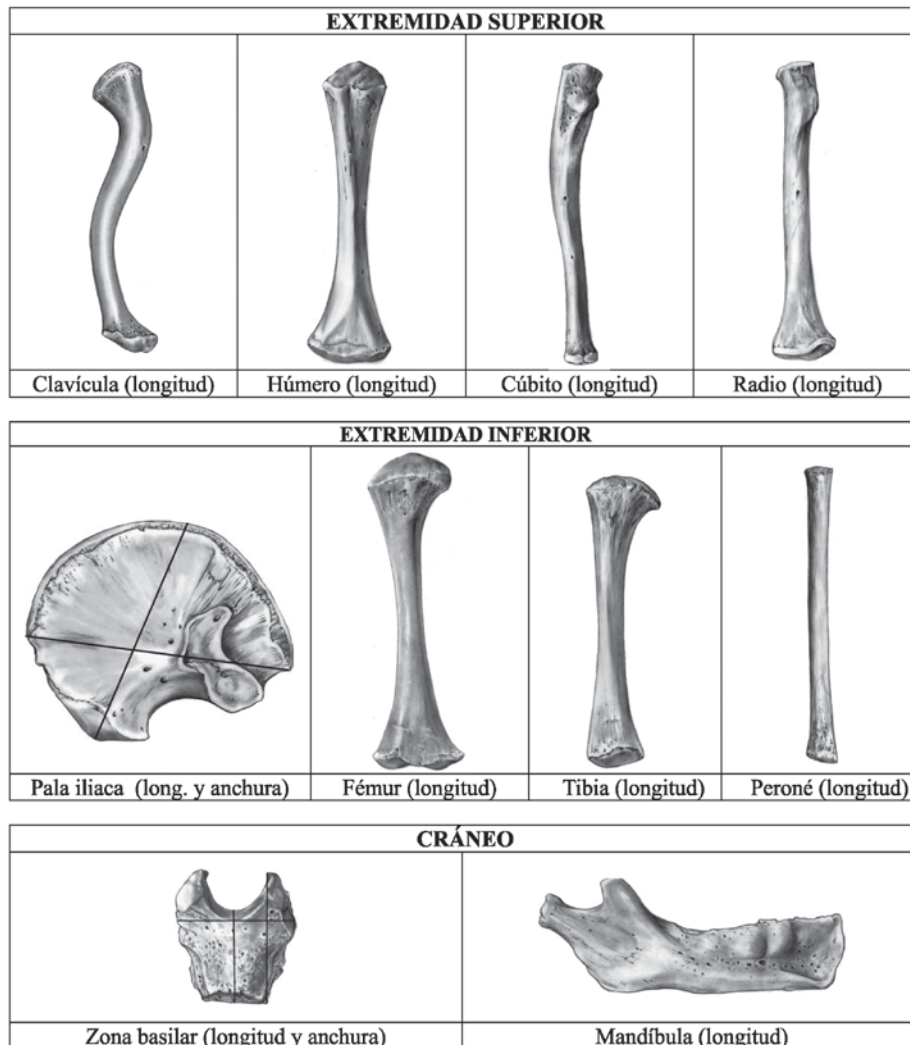 EXTREMIDAD SUPERIOR
Clavícula (longitud)
Húmero (longitud)
Cúbito (longitud)
Radio (longitud)
EXTREMIDAD INFERIOR
Pala iliaca (long. y anchura)
Fémur (longitud)
Tibia (longitud)
Peroné (longitud)
CRÁNEO
Zona basilar (longitud y anchura)
Mandíbula (longitud)